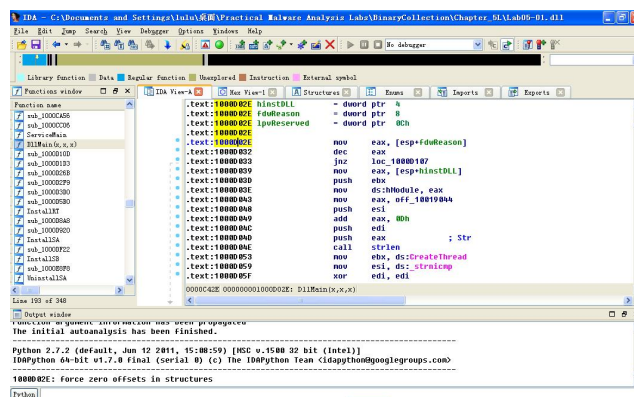 IDA - C:\Documents and Settings\lulu\桌面\Practical Malware Analysis Labs\BinaryCollection\Chapter_5L\Lab05-01.dll
File Edit Jump Search View Debugger Options Windows Help
No debugger
Library function Data Regular function Unexplored Instruction External symbol
Functions window
IDA View-A Hex View-1 Structures Enums Imports Exports
Function name
sub_1000CA56
sub_1000CC06
ServiceMain
DllMain(x,x,x)
sub_1000D10D
sub_1000D1D3
sub_1000D26B
sub_1000D2F9
sub_1000D3B0
sub_1000D5B0
InstallRT
sub_1000D8A8
sub_1000D920
InstallSA
sub_1000DF22
InstallSB
sub_1000E8F8
UninstallSA
Line 193 of 348
.text:1000D02E hinstDLL = dword ptr 4
.text:1000D02E fdwReason = dword ptr 8
.text:1000D02E lpvReserved = dword ptr 0Ch
.text:1000D02E
.text:1000D02E mov eax, [esp+fdwReason]
.text:1000D032 dec eax
.text:1000D033 jnz loc_1000D107
.text:1000D039 mov eax, [esp+hinstDLL]
.text:1000D03D push ebx
.text:1000D03E mov ds:hModule, eax
.text:1000D043 mov eax, off_10019044
.text:1000D048 push esi
.text:1000D049 add eax, 0Dh
.text:1000D04C push edi
.text:1000D04D push eax ; Str
.text:1000D04E call strlen
.text:1000D053 mov ebx, ds:CreateThread
.text:1000D059 mov esi, ds:_strnicmp
.text:1000D05F xor edi, edi
0000C42E 000000001000D02E: DllMain(x,x,x)
Output window
Function argument information has been propagated
The initial autoanalysis has been finished.
Python 2.7.2 (default, Jun 12 2011, 15:08:59) [MSC v.1500 32 bit (Intel)]
IDAPython 64-bit v1.7.0 final (serial 0) (c) The IDAPython Team <idapython@googlegroups.com>
1000D02E: force zero offsets in structures
Python